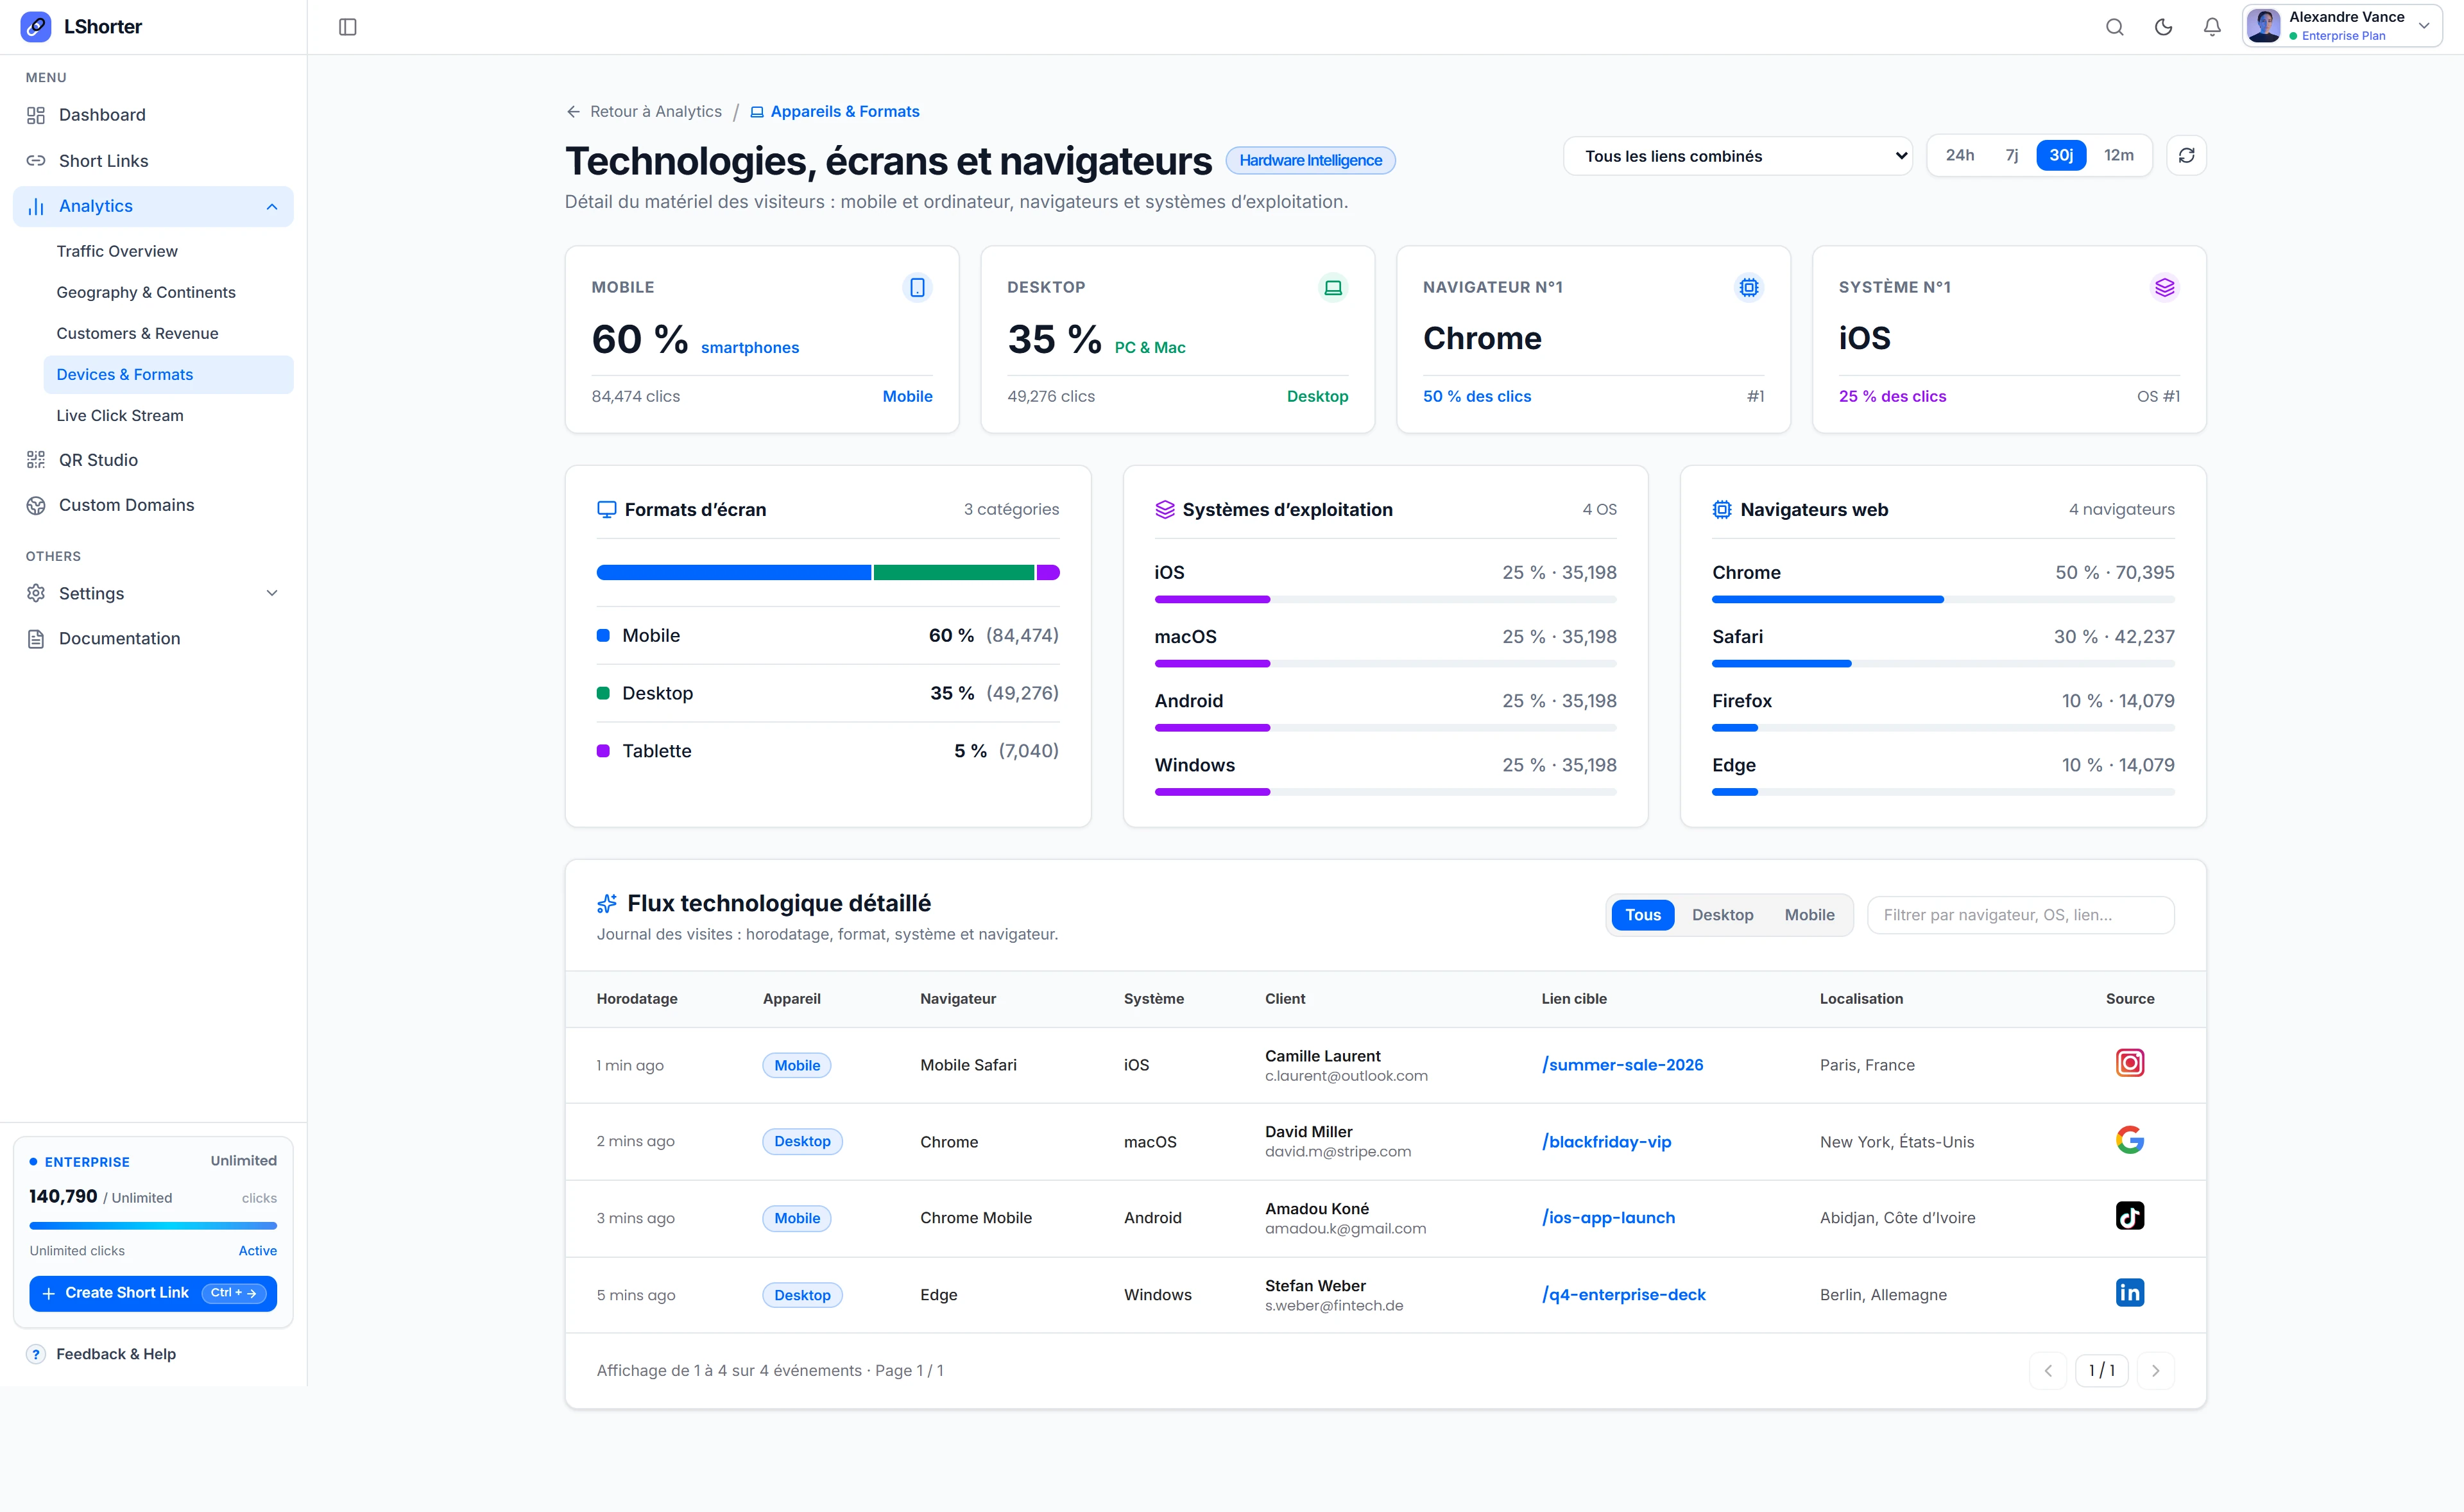 LShorter
Alexandre Vance
Enterprise Plan
MENU
Dashboard
Short Links
Analytics
Traffic Overview
Geography & Continents
Customers & Revenue
Devices & Formats
Live Click Stream
QR Studio
Custom Domains
OTHERS
Settings
Documentation
ENTERPRISE Unlimited
140,790 / Unlimited clicks
Unlimited clicks Active
+ Create Short Link Ctrl + →
? Feedback & Help
← Retour à Analytics / Appareils & Formats
Technologies, écrans et navigateurs Hardware Intelligence
Détail du matériel des visiteurs : mobile et ordinateur, navigateurs et systèmes d’exploitation.
Tous les liens combinés 24h 7j 30j 12m
MOBILE
60 % smartphones
84,474 clics Mobile
DESKTOP
35 % PC & Mac
49,276 clics Desktop
NAVIGATEUR N°1
Chrome
50 % des clics #1
SYSTÈME N°1
iOS
25 % des clics OS #1
Formats d’écran 3 catégories
Mobile 60 % (84,474)
Desktop 35 % (49,276)
Tablette 5 % (7,040)
Systèmes d’exploitation 4 OS
iOS 25 % · 35,198
macOS 25 % · 35,198
Android 25 % · 35,198
Windows 25 % · 35,198
Navigateurs web 4 navigateurs
Chrome 50 % · 70,395
Safari 30 % · 42,237
Firefox 10 % · 14,079
Edge 10 % · 14,079
Flux technologique détaillé
Journal des visites : horodatage, format, système et navigateur.
Tous Desktop Mobile Filtrer par navigateur, OS, lien...
Horodatage Appareil Navigateur Système Client Lien cible Localisation Source
1 min ago Mobile Mobile Safari iOS Camille Laurent /summer-sale-2026 Paris, France
c.laurent@outlook.com
2 mins ago Desktop Chrome macOS David Miller /blackfriday-vip New York, États-Unis
david.m@stripe.com
3 mins ago Mobile Chrome Mobile Android Amadou Koné /ios-app-launch Abidjan, Côte d’Ivoire
amadou.k@gmail.com
5 mins ago Desktop Edge Windows Stefan Weber /q4-enterprise-deck Berlin, Allemagne in
s.weber@fintech.de
Affichage de 1 à 4 sur 4 événements · Page 1 / 1 1 / 1